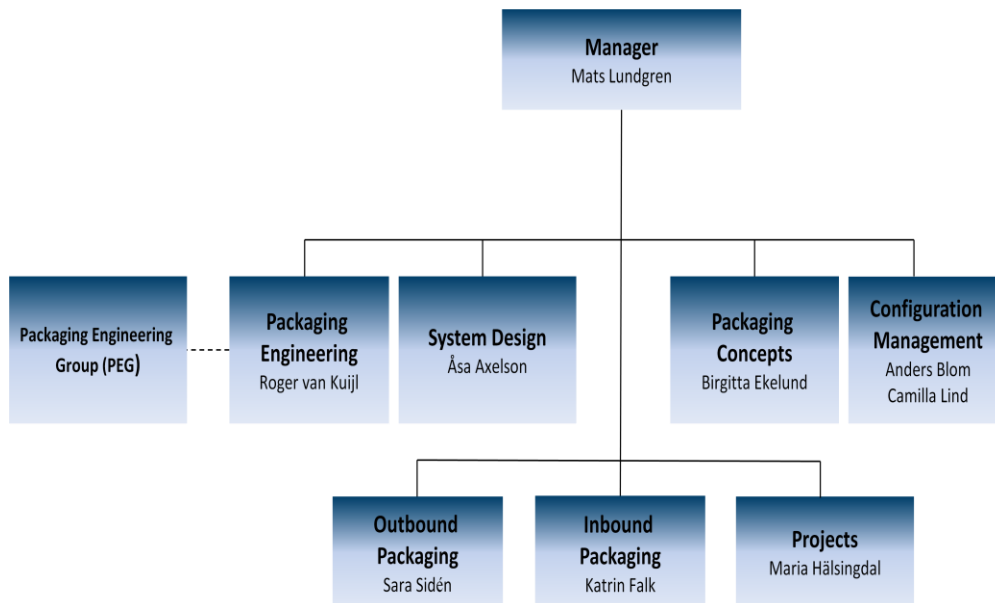 Manager
Mats Lundgren
Packaging Engineering
Group (PEG)
Packaging
Engineering
Roger van Kuijl
System Design
Åsa Axelson
Packaging
Concepts
Birgitta Ekelund
Configuration
Management
Anders Blom
Camilla Lind
Outbound
Packaging
Sara Sidén
Inbound
Packaging
Katrin Falk
Projects
Maria Hälsingdal